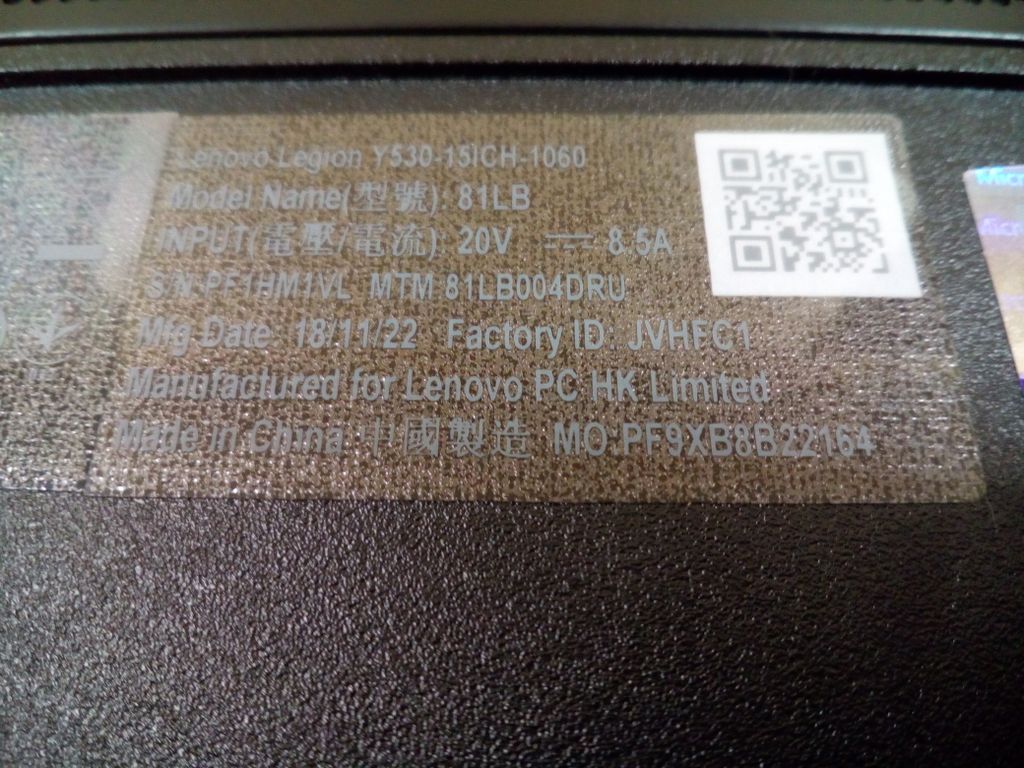 Lenovo Legion Y530-15ICH-1060
Model Name(型號): 81LB
INPUT(電壓/電流): 20V ⎓ 8.5A
S/N PF1HM1VL MTM 81LB004DRU
Mfg Date: 18/11/22 Factory ID: JVHFC1
Manufactured for Lenovo PC HK Limited
Made in China 中國製造 MO:PF9XB8B22164